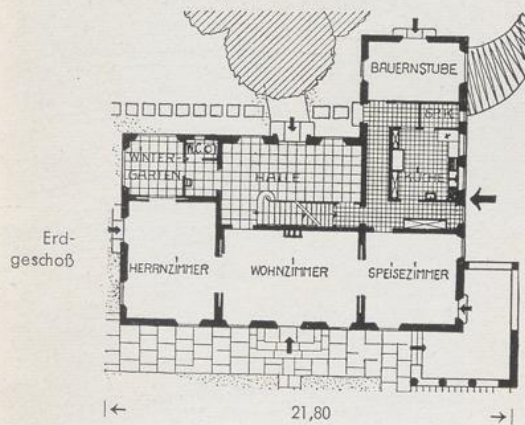 BAUERNSTUBE
SPK.
W.C.
WINTER-
GARTEN
HALLE
KÜCHE
Erd-
geschoß
HERRNZIMMER
WOHNZIMMER
SPEISEZIMMER
21,80